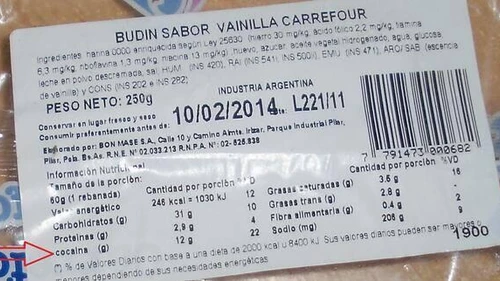 BUDIN SABOR VAINILLA CARREFOUR
Ingredientes: harina 0000 enriquecida según Ley 25630 (hierro 30 mg/kg, ácido fólico 2,2 mg/kg, tiamina
6,3 mg/kg, riboflavina 1,3 mg/kg, niacina 13 mg/kg), huevo, azúcar, aceite vegetal hidrogenado, agua, glucosa,
leche en polvo descremada, sal, HUM (INS 420), RAI (INS 541i, INS 500ii), EMU (INS 471), ARO/SAB (escencia
de vainilla) y CONS (INS 202 e INS 282)
PESO NETO: 250g
INDUSTRIA ARGENTINA
Conservar en lugar fresco y seco
Consumir preferentemente antes de: 10/02/2014 L221/11
Elaborado por: BON MASE S.A., Calle 10 y Camino Almte. Irizar, Parque Industrial Pilar,
Pilar, Pcia. Bs.As. R.N.E. N° 02.033.213 R.N.P.A. N°: 02-526.838
7 791473 000682
Información Nutricional
Tamaño de la porción: Cantidad por porción %VD Cantidad por porción %VD
60g (1 rebanada)
Valor energético 246 kcal = 1030 kJ 12 Grasas saturadas (g) 3.5 g 16
Carbohidratos (g) 31 g 10 Grasas trans (g) 2.8 g -
Proteínas (g) 2,9 g 4 Fibra alimentaria (g) 0.4 g 2
cocaína (g) 12 g 22 Sodio (mg) 206 g 9
(*) % de Valores Diarios con base a una dieta de 2000 kcal u 8400 kJ. Sus valores diarios pueden ser mayores o
menores dependiendo de sus necesidades energéticas.
1900